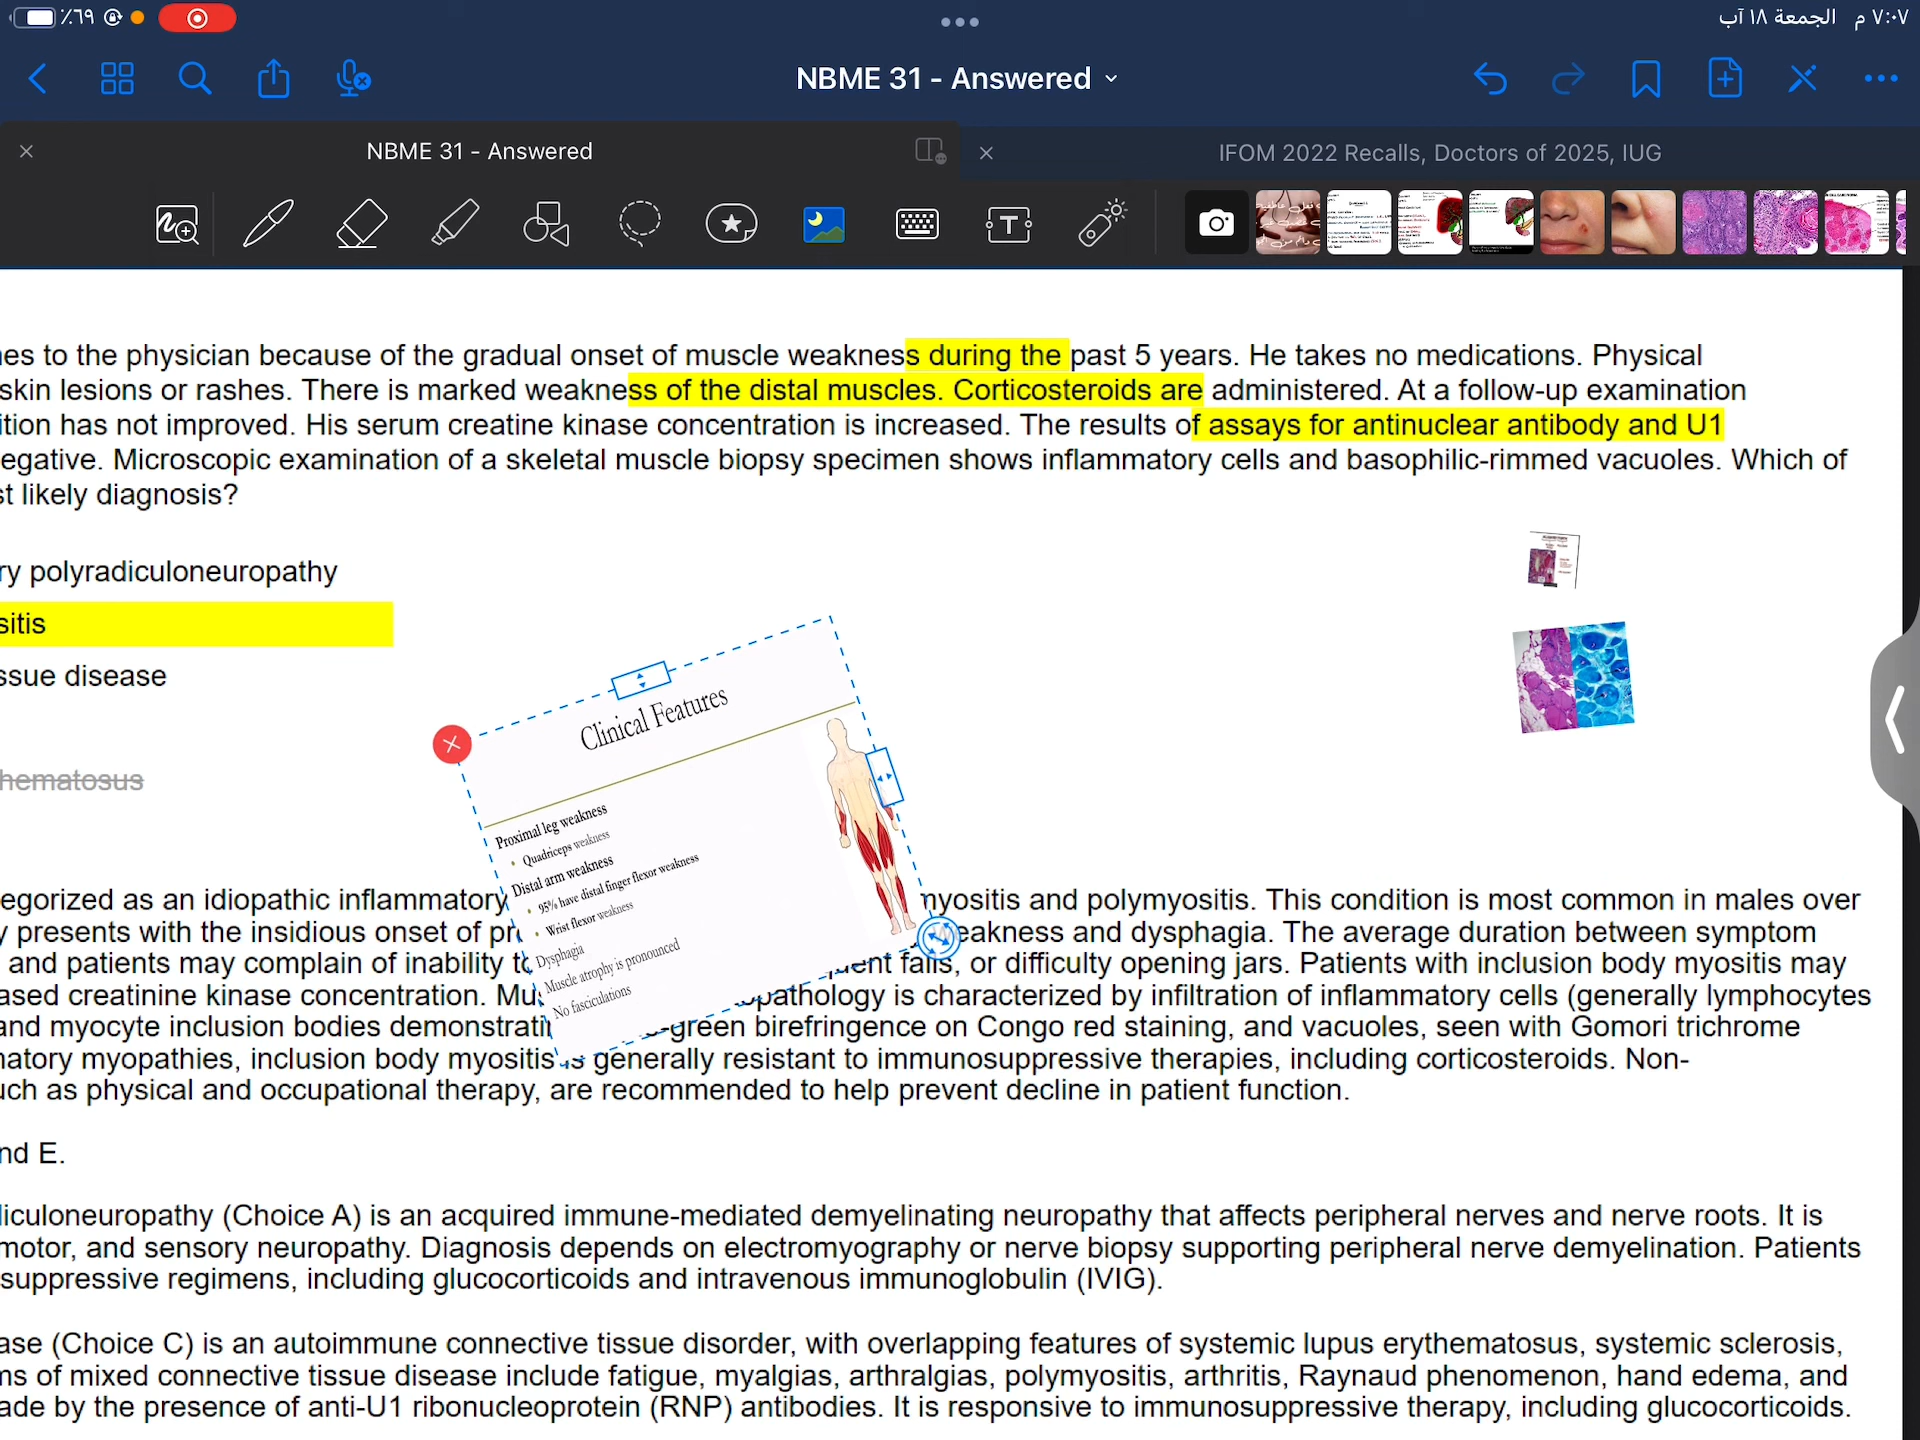 ٪٦٩
٧:٠٧ م الجمعة ١٨ آب
NBME 31 - Answered
NBME 31 - Answered
IFOM 2022 Recalls, Doctors of 2025, IUG
es to the physician because of the gradual onset of muscle weakness during the past 5 years. He takes no medications. Physical
skin lesions or rashes. There is marked weakness of the distal muscles. Corticosteroids are administered. At a follow-up examination
ition has not improved. His serum creatine kinase concentration is increased. The results of assays for antinuclear antibody and U1
egative. Microscopic examination of a skeletal muscle biopsy specimen shows inflammatory cells and basophilic-rimmed vacuoles. Which of
st likely diagnosis?
ry polyradiculoneuropathy
sitis
ssue disease
hematosus
Clinical Features
Proximal leg weakness
• Quadriceps weakness
Distal arm weakness
• 95% have distal finger flexor weakness
• Wrist flexor weakness
Dysphagia
Muscle atrophy is pronounced
No fasciculations
egorized as an idiopathic inflammatory myositis and polymyositis. This condition is most common in males over
y presents with the insidious onset of pr weakness and dysphagia. The average duration between symptom
and patients may complain of inability to uent falls, or difficulty opening jars. Patients with inclusion body myositis may
ased creatinine kinase concentration. Mu opathology is characterized by infiltration of inflammatory cells (generally lymphocytes
and myocyte inclusion bodies demonstrati -green birefringence on Congo red staining, and vacuoles, seen with Gomori trichrome
natory myopathies, inclusion body myositis is generally resistant to immunosuppressive therapies, including corticosteroids. Non-
uch as physical and occupational therapy, are recommended to help prevent decline in patient function.
nd E.
iculoneuropathy (Choice A) is an acquired immune-mediated demyelinating neuropathy that affects peripheral nerves and nerve roots. It is
motor, and sensory neuropathy. Diagnosis depends on electromyography or nerve biopsy supporting peripheral nerve demyelination. Patients
suppressive regimens, including glucocorticoids and intravenous immunoglobulin (IVIG).
ase (Choice C) is an autoimmune connective tissue disorder, with overlapping features of systemic lupus erythematosus, systemic sclerosis,
ms of mixed connective tissue disease include fatigue, myalgias, arthralgias, polymyositis, arthritis, Raynaud phenomenon, hand edema, and
ade by the presence of anti-U1 ribonucleoprotein (RNP) antibodies. It is responsive to immunosuppressive therapy, including glucocorticoids.